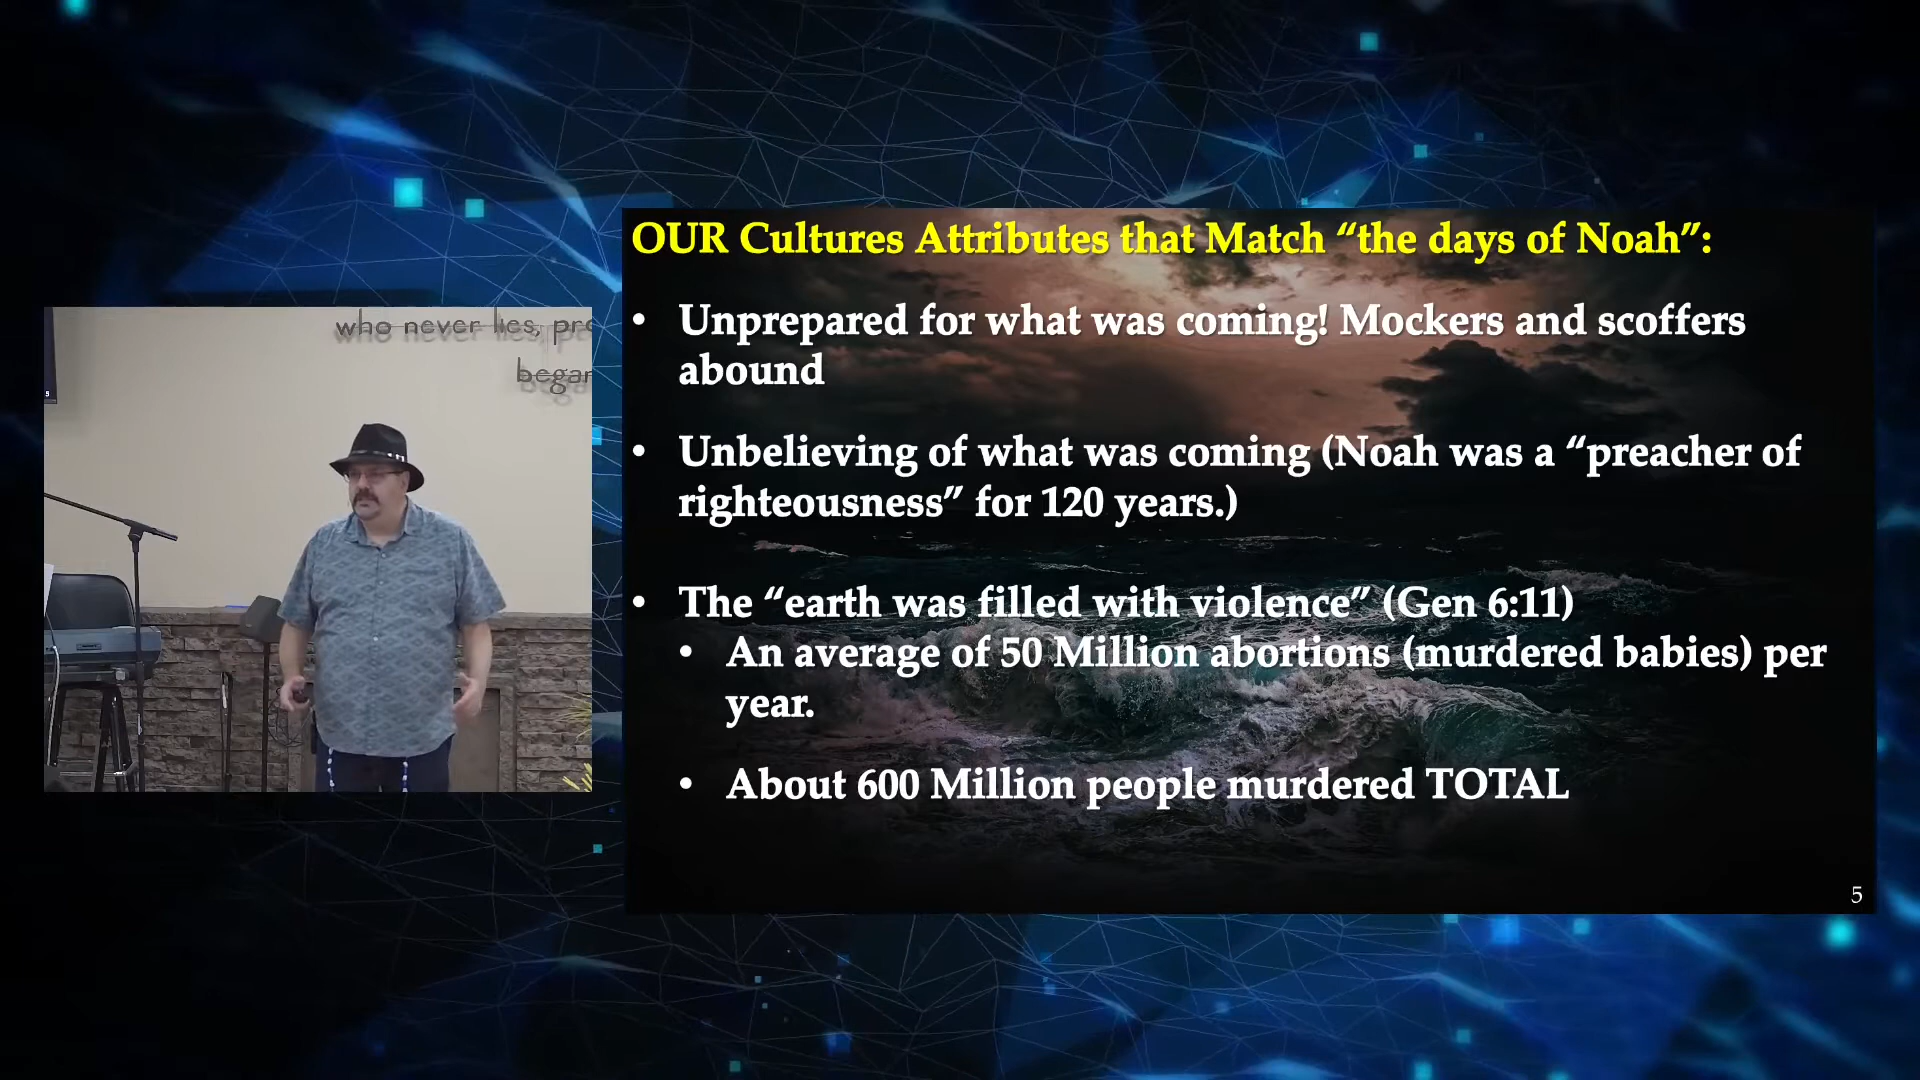 who never lies, pr
began
OUR Cultures Attributes that Match “the days of Noah”:
• Unprepared for what was coming! Mockers and scoffers
abound
• Unbelieving of what was coming (Noah was a “preacher of
righteousness” for 120 years.)
• The “earth was filled with violence” (Gen 6:11)
• An average of 50 Million abortions (murdered babies) per
year.
• About 600 Million people murdered TOTAL
5